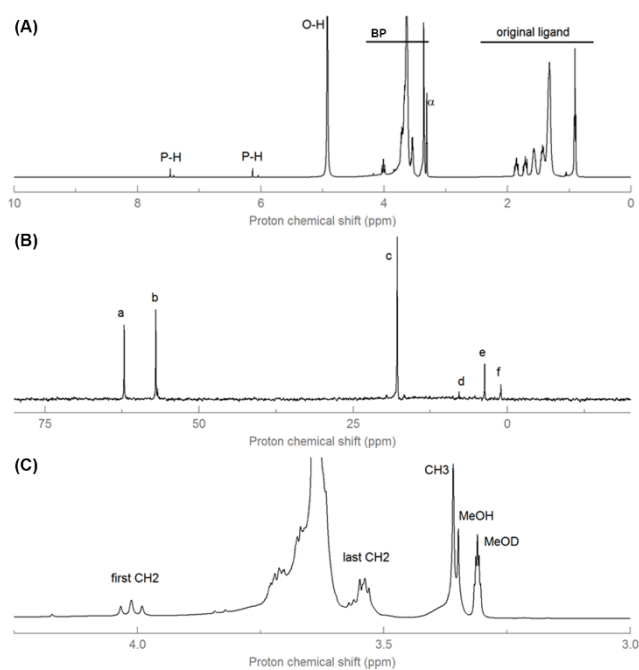 (A)
O-H
BP
original ligand
α
P-H
P-H
10
8
6
4
2
0
Proton chemical shift (ppm)
(B)
c
a
b
d
e
f
75
50
25
0
Proton chemical shift (ppm)
(C)
CH3
MeOH
MeOD
first CH2
last CH2
4.0
3.5
3.0
Proton chemical shift (ppm)